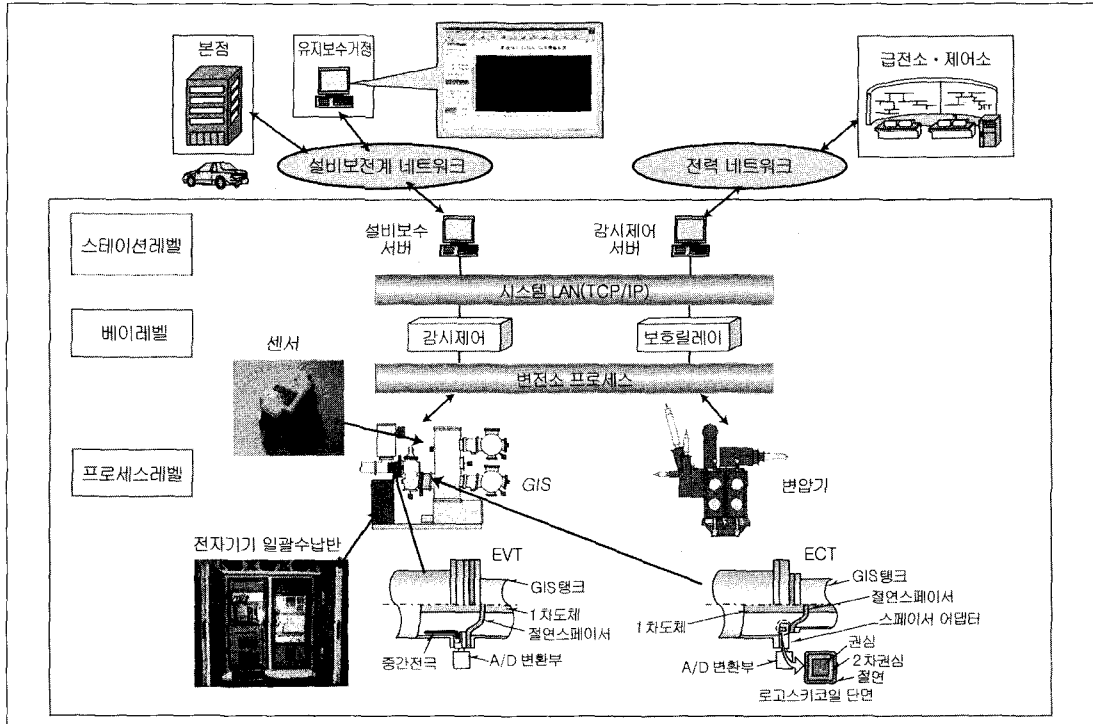 본점
유지보수거점
급전소·제어소
설비보전계 네트워크
전력 네트워크
스테이션레벨
설비보수
서버
감시제어
서버
시스템 LAN(TCP/IP)
베이레벨
감시제어
보호릴레이
센서
변전소 프로세스
프로세스레벨
GIS
변압기
전자기기 일괄수납반
EVT
GIS탱크
1차도체
절연스페이서
중간전극
A/D 변환부
ECT
GIS탱크
절연스페이서
스페이서 어댑터
1차도체
A/D 변환부
권심
2차권심
절연
로고스키코일 단면